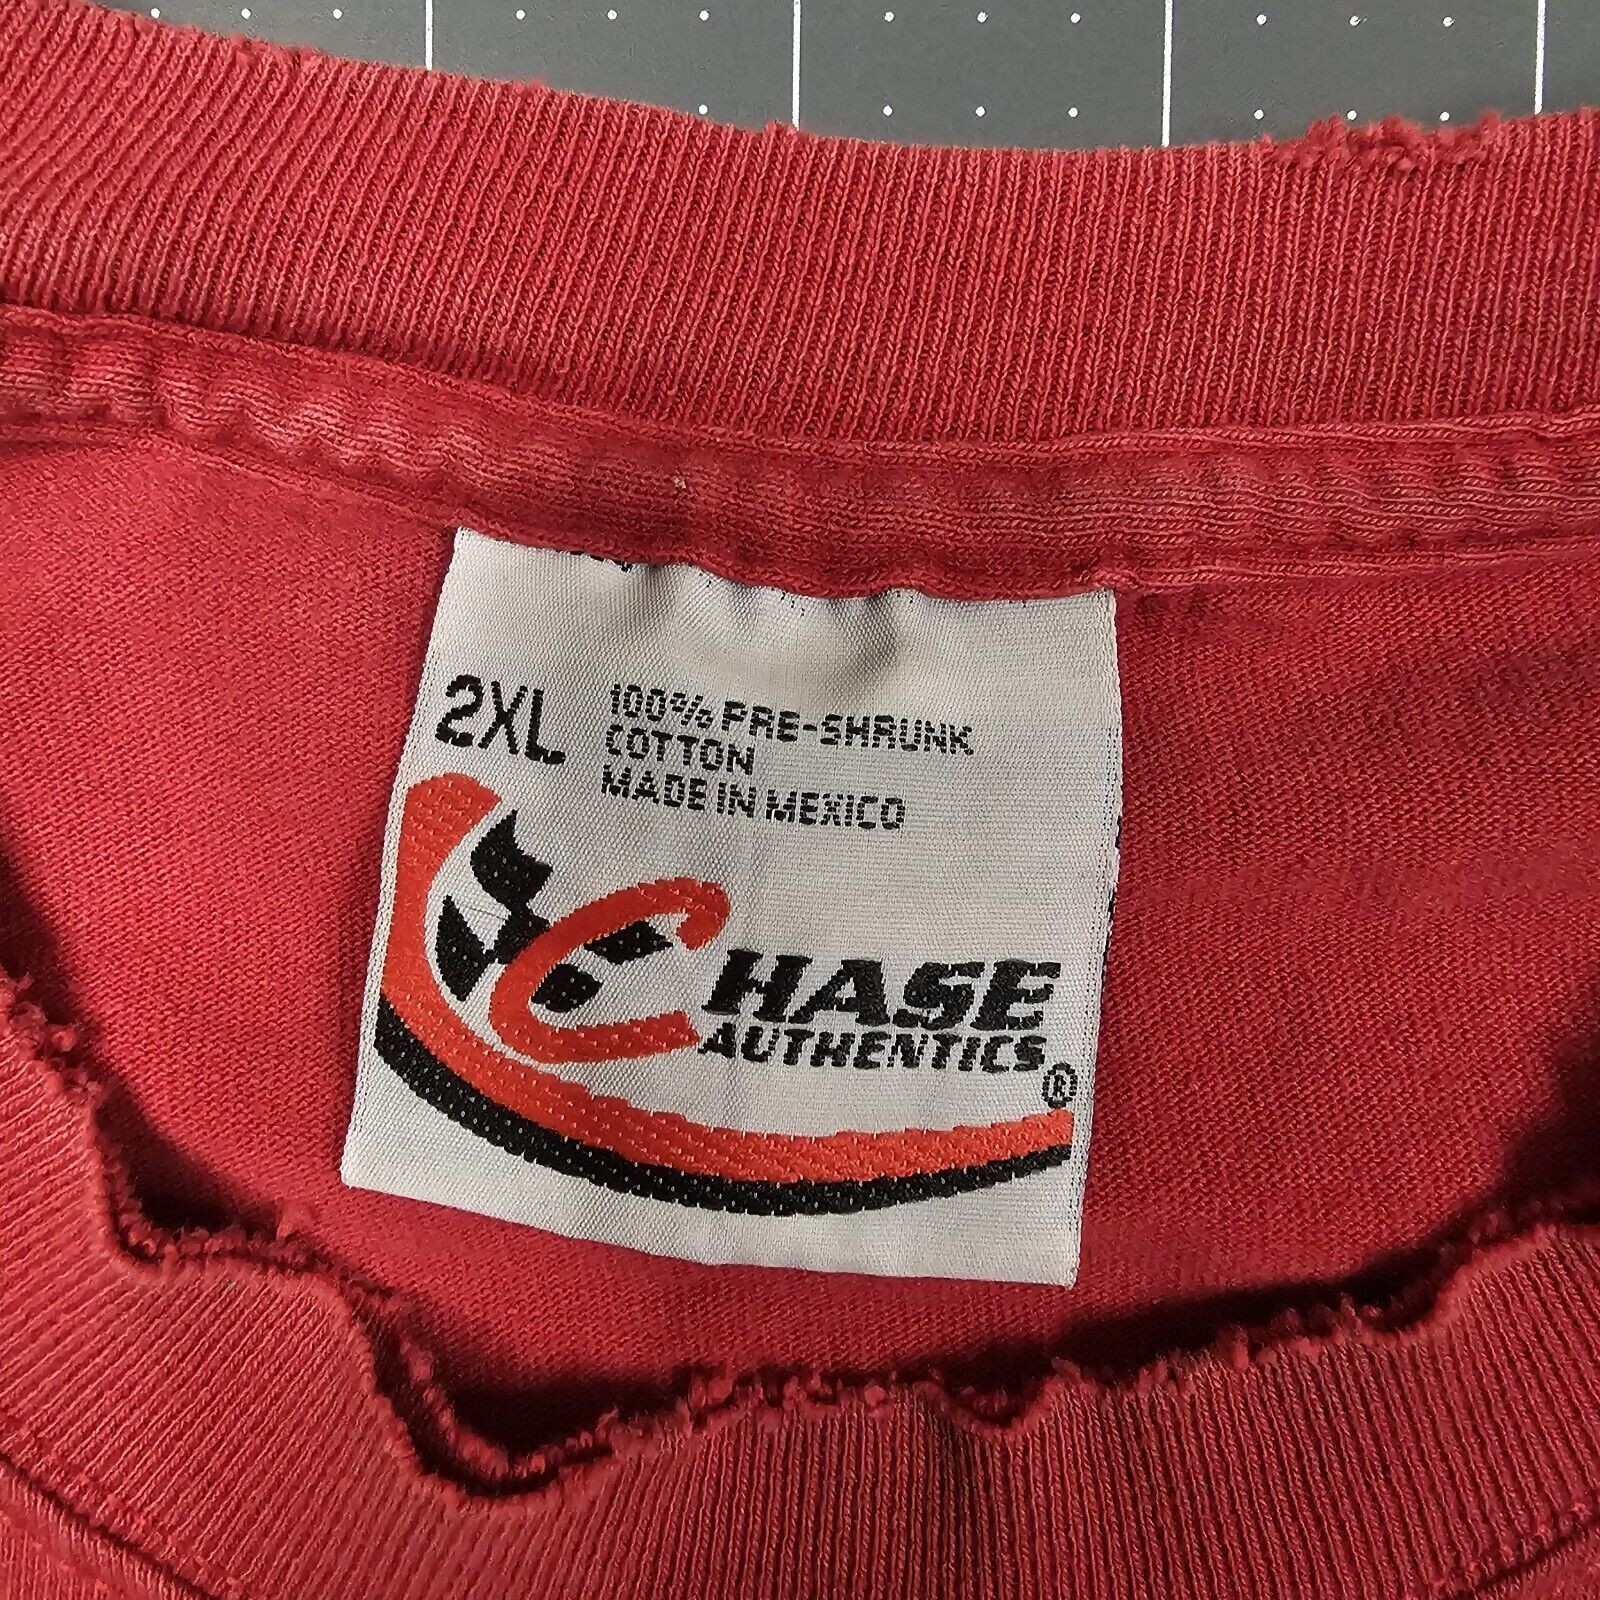 2XL
100% PRE-SHRUNK
COTTON
MADE IN MEXICO
CHASE
AUTHENTICS®